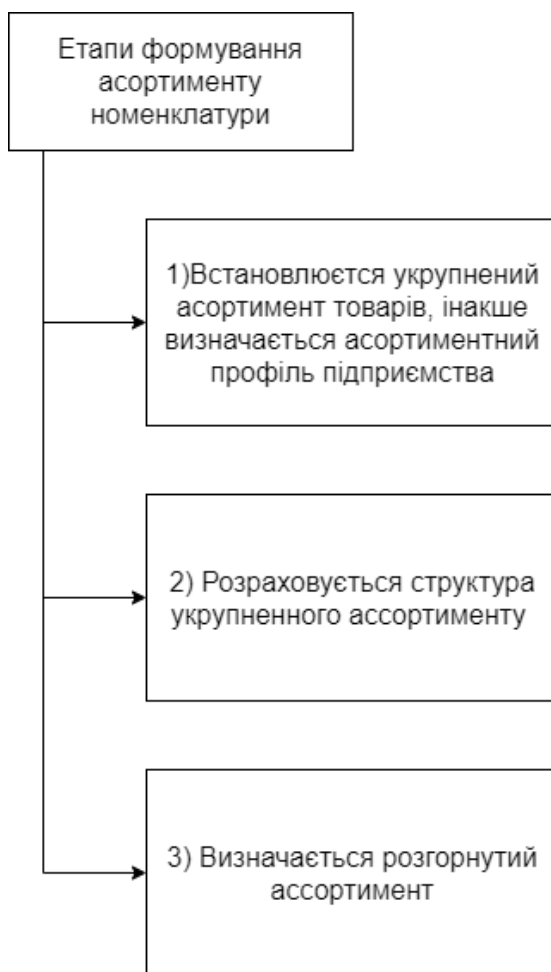 Етапи формування
асортименту
номенклатури
1)Встановлюєтся укрупнений
асортимент товарів, інакше
визначається асортиментний
профіль підприємства
2) Розраховується структура
укрупненного ассортименту
3) Визначається розгорнутий
ассортимент